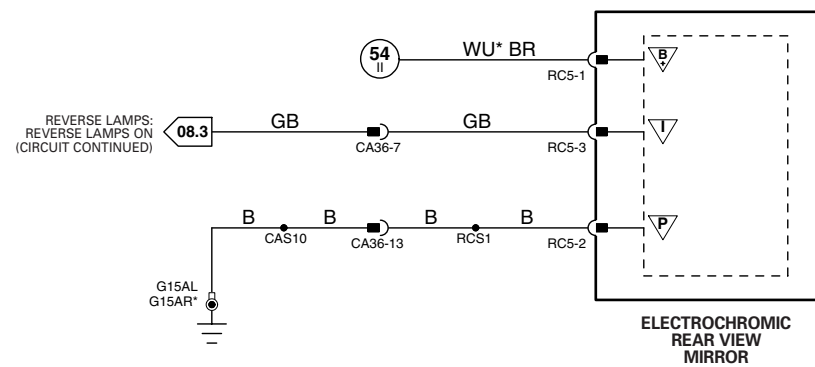 54
II
WU* BR
RC5-1
B
+
REVERSE LAMPS:
REVERSE LAMPS ON
(CIRCUIT CONTINUED)
08.3
GB
CA36-7
GB
RC5-3
I
B
CAS10
B
CA36-13
B
RCS1
B
RC5-2
P
G15AL
G15AR*
ELECTROCHROMIC
REAR VIEW
MIRROR